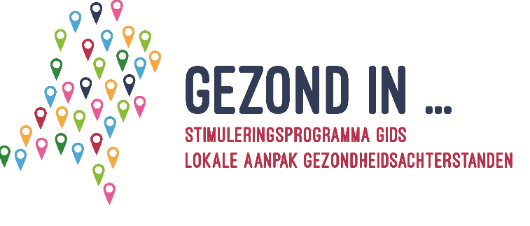 GEZOND IN ...
STIMULERINGSPROGRAMMA GIDS
LOKALE AANPAK GEZONDHEIDSACHTERSTANDEN